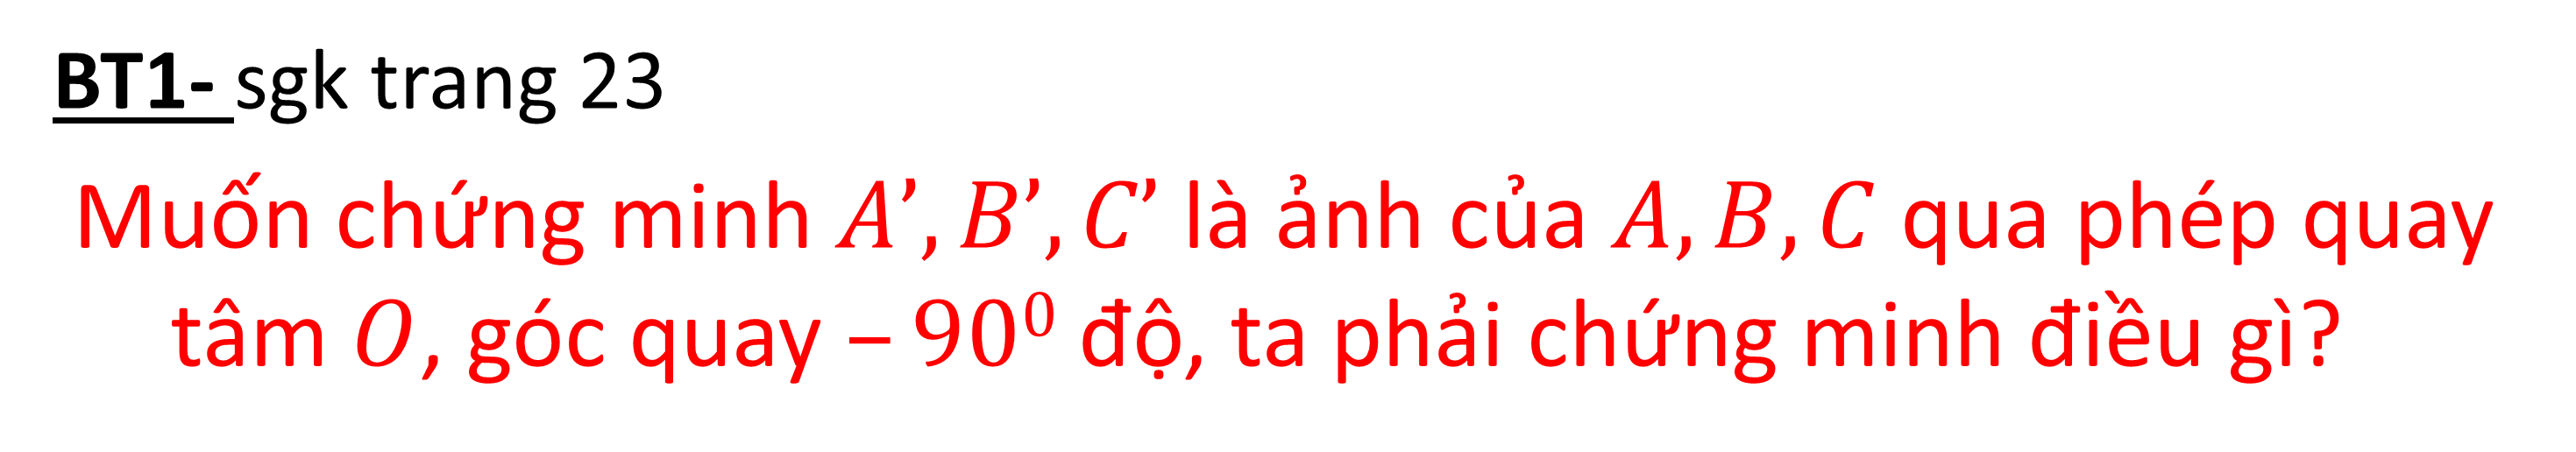 BT1- sgk trang 23
Muốn chứng minh A’, B’, C’ là ảnh của A, B, C qua phép quay
tâm O, góc quay – 90⁰ độ, ta phải chứng minh điều gì?